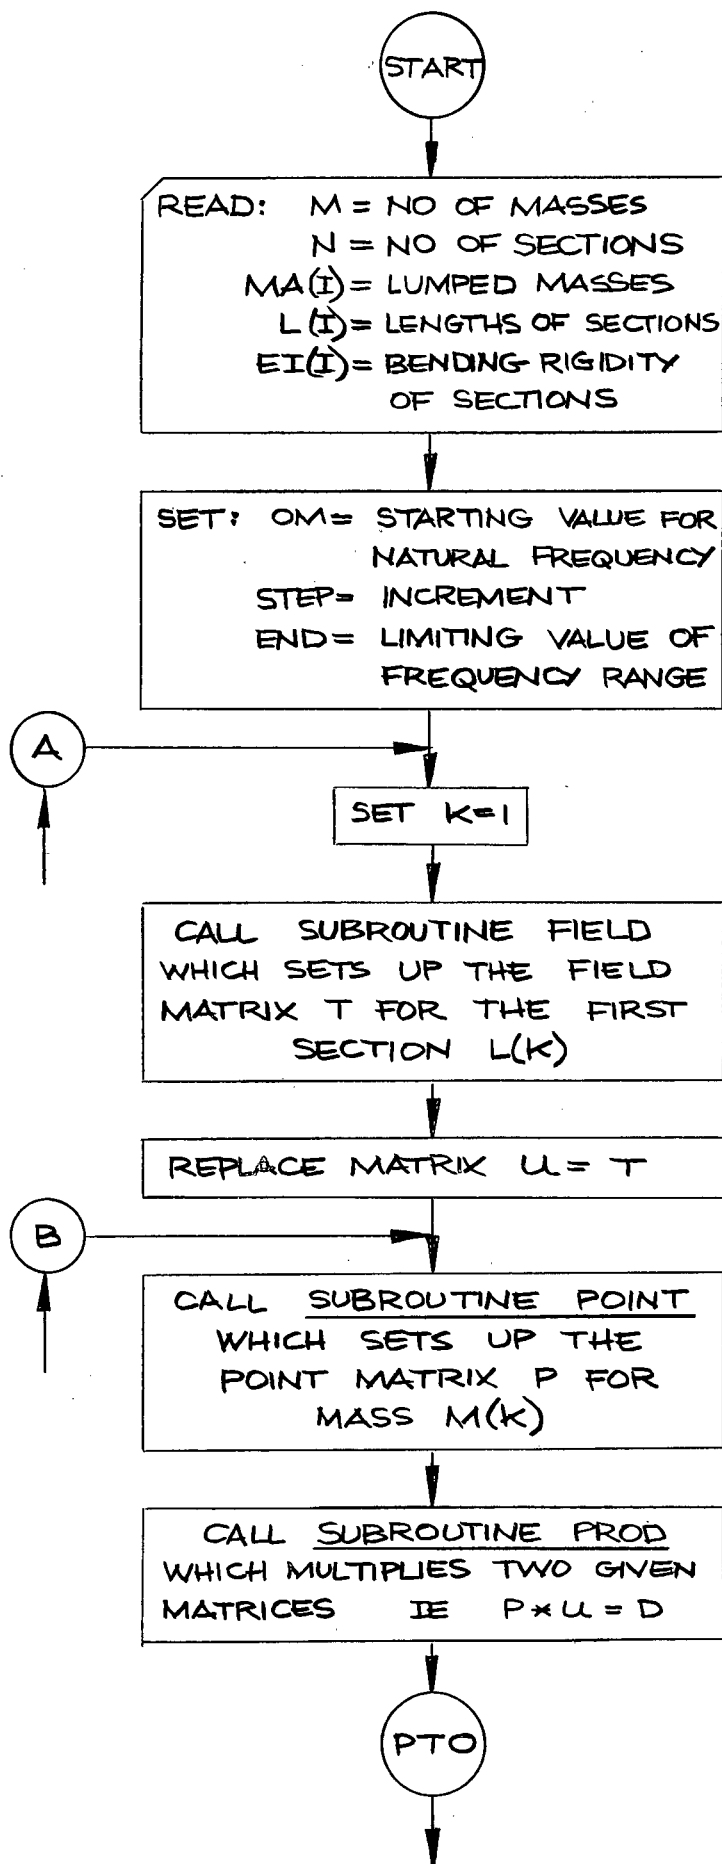 START
READ: M = NO OF MASSES
N = NO OF SECTIONS
MA(I) = LUMPED MASSES
L(I) = LENGTHS OF SECTIONS
EI(I) = BENDING RIGIDITY
OF SECTIONS
SET: OM = STARTING VALUE FOR
NATURAL FREQUENCY
STEP = INCREMENT
END = LIMITING VALUE OF
FREQUENCY RANGE
A
SET K=1
CALL SUBROUTINE FIELD
WHICH SETS UP THE FIELD
MATRIX T FOR THE FIRST
SECTION L(K)
REPLACE MATRIX U = T
B
CALL SUBROUTINE POINT
WHICH SETS UP THE
POINT MATRIX P FOR
MASS M(K)
CALL SUBROUTINE PROD
WHICH MULTIPLIES TWO GIVEN
MATRICES IE P * U = D
PTO